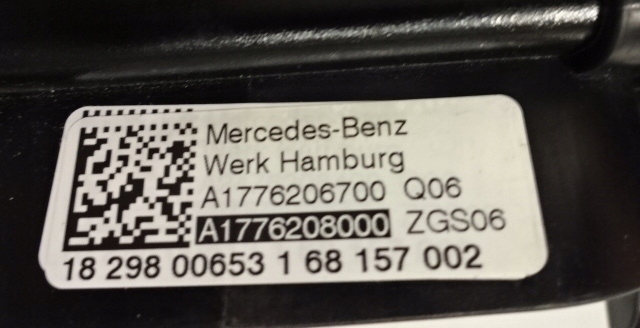 Mercedes-Benz
Werk Hamburg
A1776206700 Q06
A1776208000 ZGS06
18 298 00653 1 68 157 002